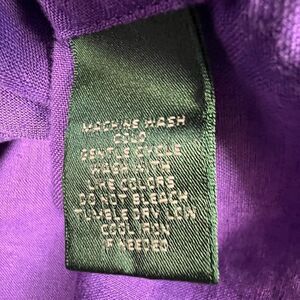 MACHINE WASH
COLD
GENTLE CYCLE
WASH WITH
LIKE COLORS
DO NOT BLEACH
TUMBLE DRY LOW
COOL IRON
IF NEEDED